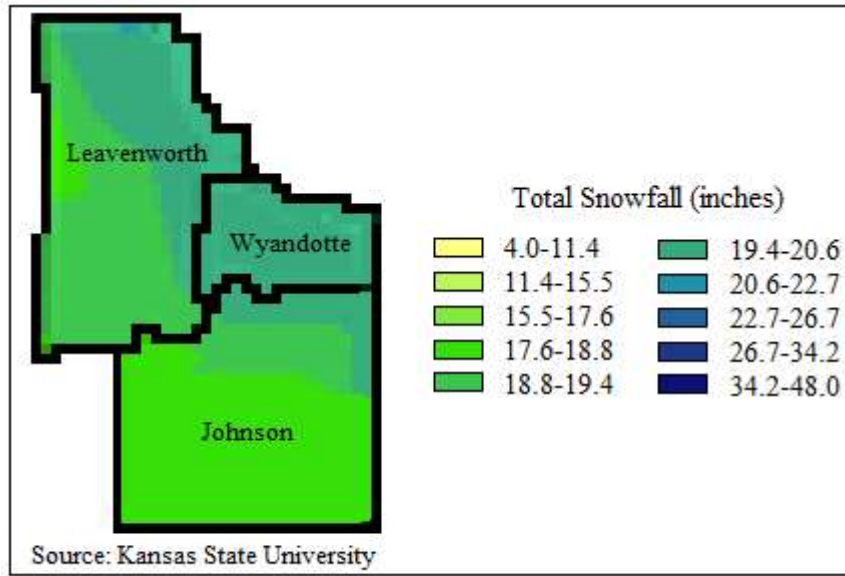 Leavenworth
Wyandotte
Johnson
Total Snowfall (inches)
4.0-11.4
11.4-15.5
15.5-17.6
17.6-18.8
18.8-19.4
19.4-20.6
20.6-22.7
22.7-26.7
26.7-34.2
34.2-48.0
Source: Kansas State University